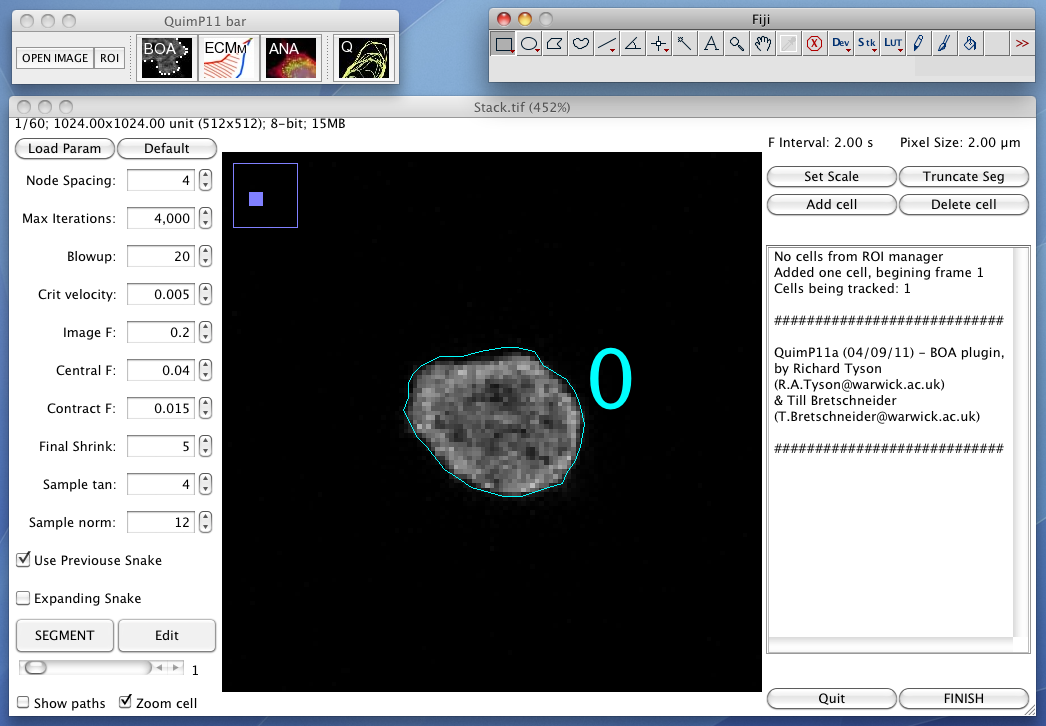 QuimP11 bar
OPEN IMAGE
ROI
BOA
ECMM
ANA
Q
Fiji
Dev
Stk
LUT
>>
Stack.tif (452%)
1/60; 1024.00x1024.00 unit (512x512); 8-bit; 15MB
Load Param
Default
Node Spacing: 4
Max Iterations: 4,000
Blowup: 20
Crit velocity: 0.005
Image F: 0.2
Central F: 0.04
Contract F: 0.015
Final Shrink: 5
Sample tan: 4
Sample norm: 12
Use Previouse Snake
Expanding Snake
SEGMENT
Edit
1
Show paths
Zoom cell
0
F Interval: 2.00 s
Pixel Size: 2.00 µm
Set Scale
Truncate Seg
Add cell
Delete cell
No cells from ROI manager
Added one cell, begining frame 1
Cells being tracked: 1
############################
QuimP11a (04/09/11) - BOA plugin,
by Richard Tyson
(R.A.Tyson@warwick.ac.uk)
& Till Bretschneider
(T.Bretschneider@warwick.ac.uk)
############################
Quit
FINISH